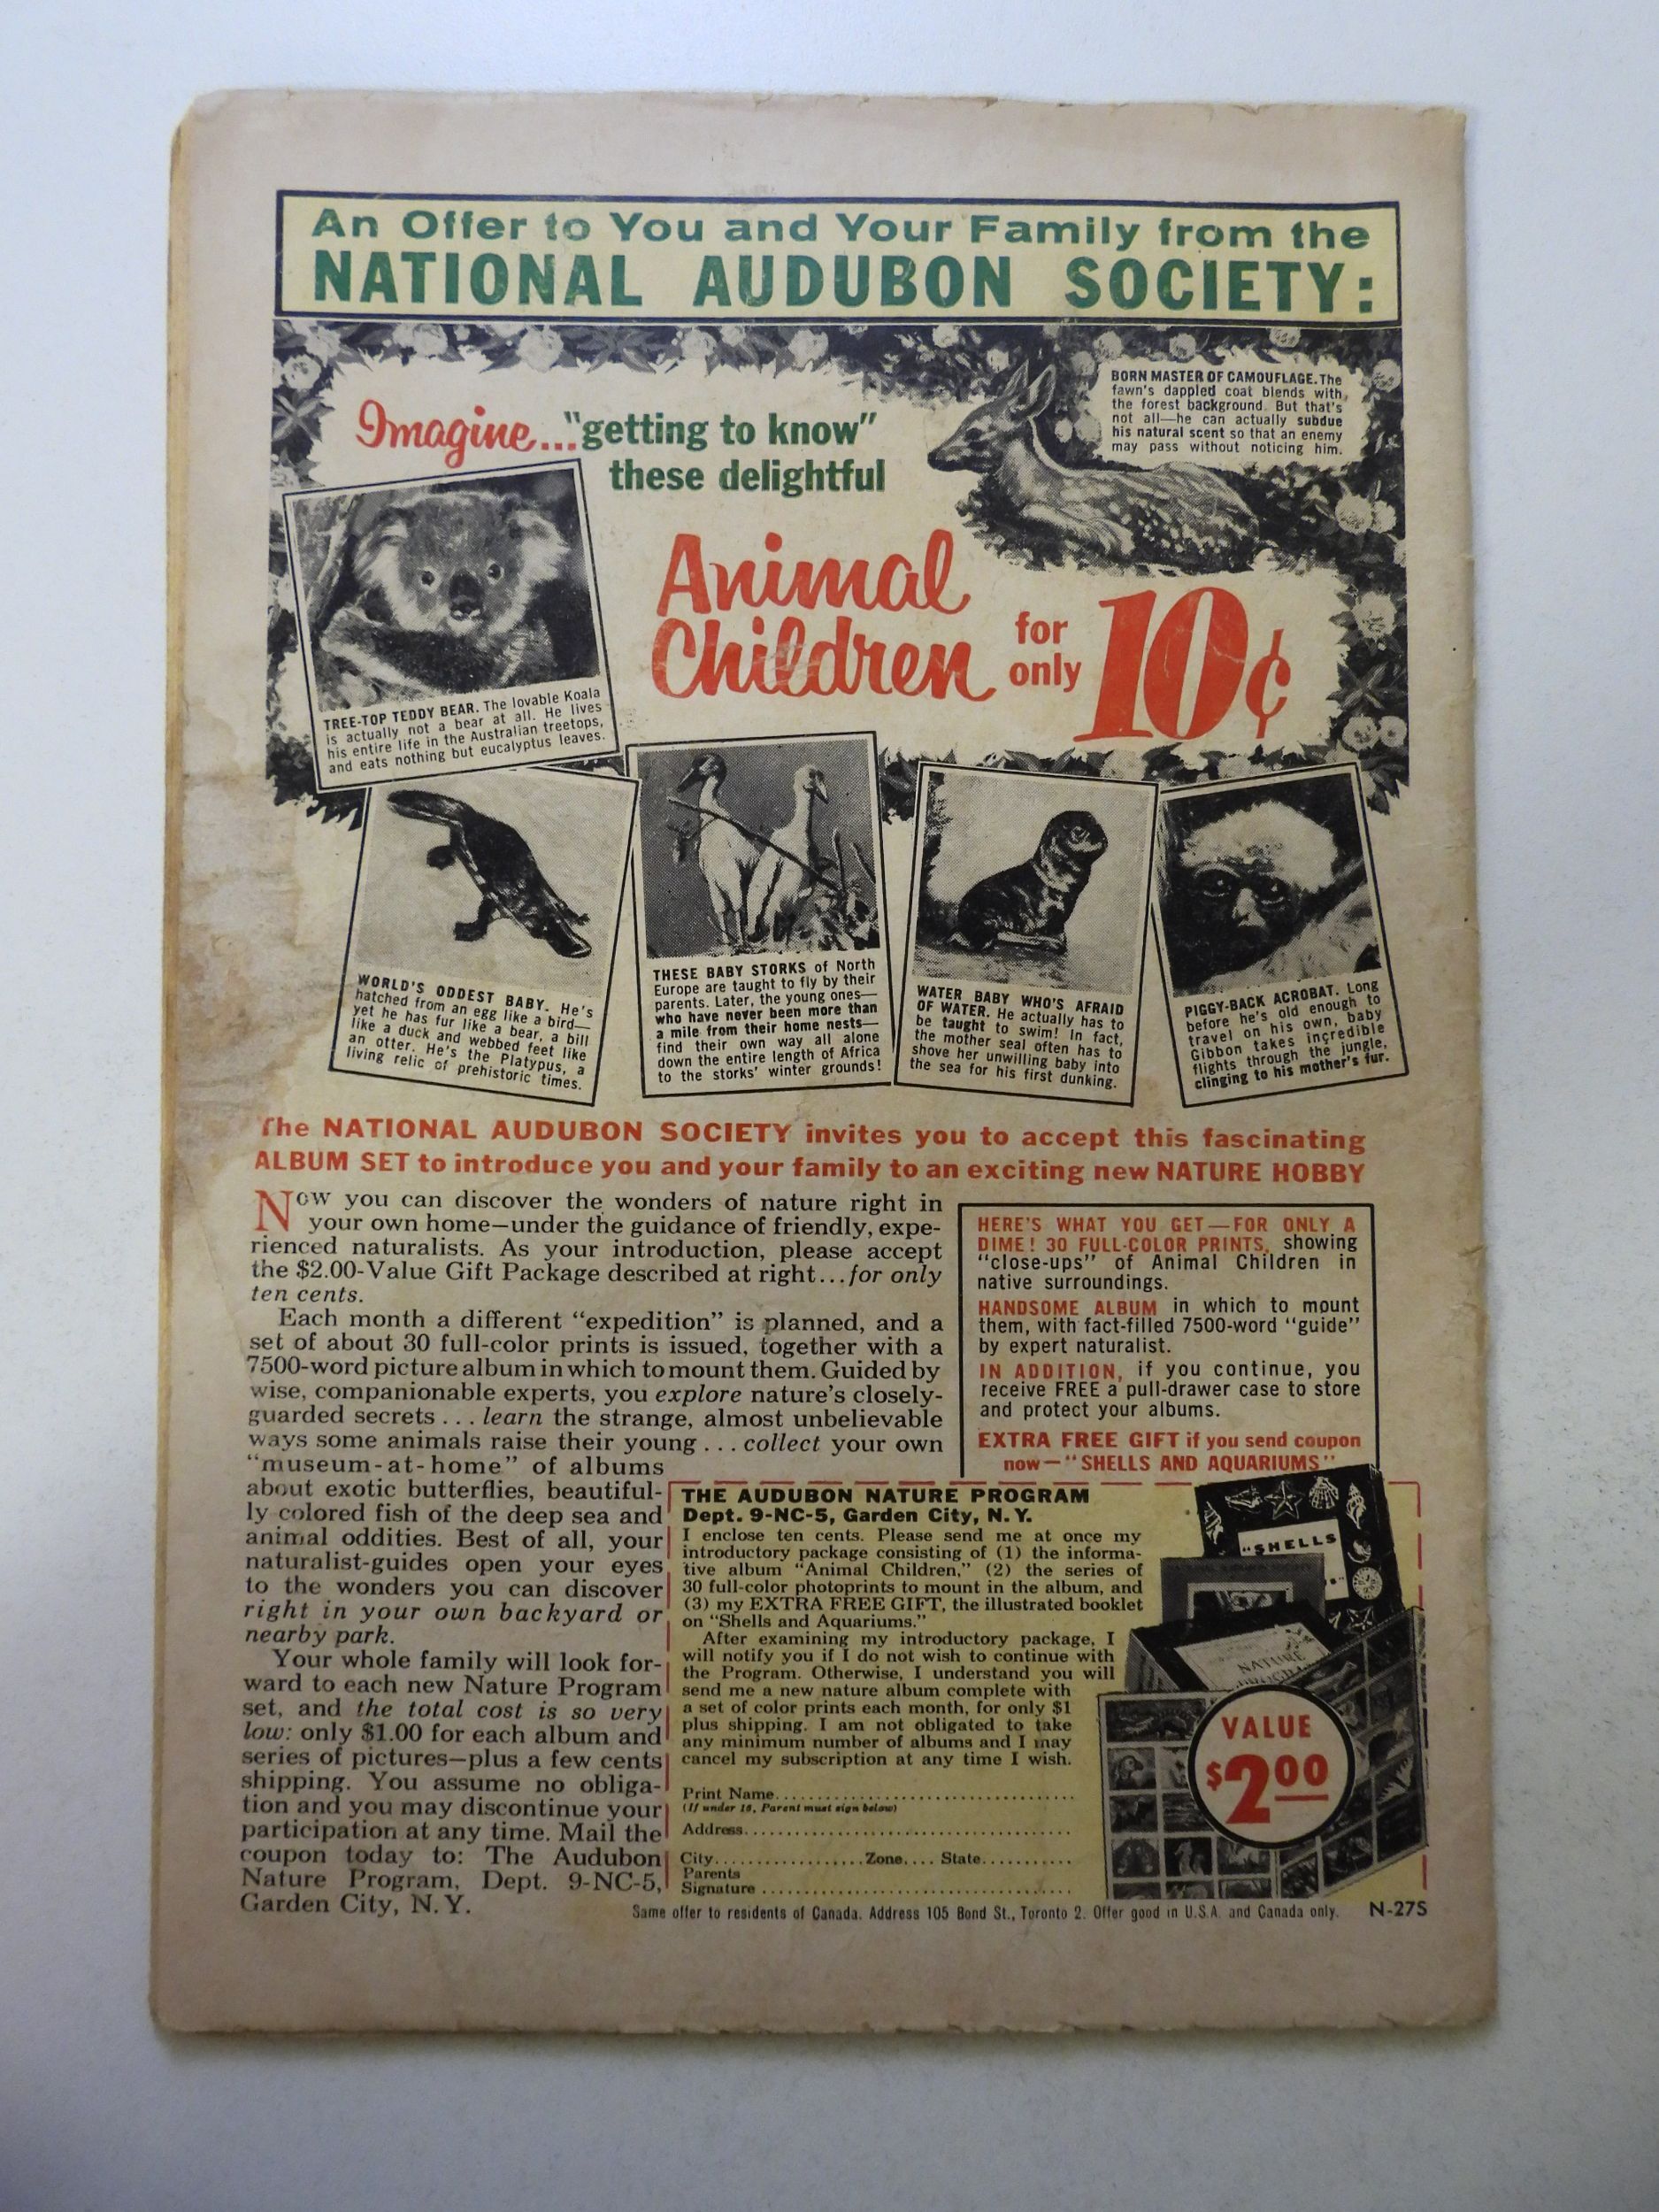 An Offer to You and Your Family from the
NATIONAL AUDUBON SOCIETY:
Imagine..."getting to know"
these delightful
Animal
Children
for
only
10¢
BORN MASTER OF CAMOUFLAGE. The
fawn's dappled coat blends with
the forest background. But that's
not all—he can actually subdue
his natural scent so that an enemy
may pass without noticing him.
TREE-TOP TEDDY BEAR. The lovable Koala
is actually not a bear at all. He lives
his entire life in the Australian treetops,
and eats nothing but eucalyptus leaves.
WORLD'S ODDEST BABY. He's
hatched from an egg like a bird—
yet he has fur like a bear, a bill
like a duck and webbed feet like
an otter. He's the Platypus, a
living relic of prehistoric times.
THESE BABY STORKS of North
Europe are taught to fly by their
parents. Later, the young ones—
who have never been more than
a mile from their home nests—
find their own way all alone
down the entire length of Africa
to the storks' winter grounds!
WATER BABY WHO'S AFRAID
OF WATER. He actually has to
be taught to swim! In fact,
the mother seal often has to
shove her unwilling baby into
the sea for his first dunking.
PIGGY-BACK ACROBAT. Long
before he's old enough to
travel on his own, baby
Gibbon takes incredible
flights through the jungle,
clinging to his mother's fur.
The NATIONAL AUDUBON SOCIETY invites you to accept this fascinating
ALBUM SET to introduce you and your family to an exciting new NATURE HOBBY
Now you can discover the wonders of nature right in
your own home—under the guidance of friendly, expe-
rienced naturalists. As your introduction, please accept
the $2.00-Value Gift Package described at right...for only
ten cents.
Each month a different "expedition" is planned, and a
set of about 30 full-color prints is issued, together with a
7500-word picture album in which to mount them. Guided by
wise, companionable experts, you explore nature's closely-
guarded secrets . . . learn the strange, almost unbelievable
ways some animals raise their young . . . collect your own
"museum-at-home" of albums
about exotic butterflies, beautiful-
ly colored fish of the deep sea and
animal oddities. Best of all, your
naturalist-guides open your eyes
to the wonders you can discover
right in your own backyard or
nearby park.
Your whole family will look for-
ward to each new Nature Program
set, and the total cost is so very
low: only $1.00 for each album and
series of pictures—plus a few cents
shipping. You assume no obliga-
tion and you may discontinue your
participation at any time. Mail the
coupon today to: The Audubon
Nature Program, Dept. 9-NC-5,
Garden City, N. Y.
HERE'S WHAT YOU GET—FOR ONLY A
DIME! 30 FULL-COLOR PRINTS, showing
"close-ups" of Animal Children in
native surroundings.
HANDSOME ALBUM in which to mount
them, with fact-filled 7500-word "guide"
by expert naturalist.
IN ADDITION, if you continue, you
receive FREE a pull-drawer case to store
and protect your albums.
EXTRA FREE GIFT if you send coupon
now—"SHELLS AND AQUARIUMS"
THE AUDUBON NATURE PROGRAM
Dept. 9-NC-5, Garden City, N. Y.
I enclose ten cents. Please send me at once my
introductory package consisting of (1) the informa-
tive album "Animal Children," (2) the series of
30 full-color photoprints to mount in the album, and
(3) my EXTRA FREE GIFT, the illustrated booklet
on "Shells and Aquariums."
After examining my introductory package, I
will notify you if I do not wish to continue with
the Program. Otherwise, I understand you will
send me a new nature album complete with
a set of color prints each month, for only $1
plus shipping. I am not obligated to take
any minimum number of albums and I may
cancel my subscription at any time I wish.
Print Name..............................
(If under 18, Parent must sign below)
Address..............................
City..................Zone.... State...........
Parents
Signature ..............................
"SHELLS
NATURE
VALUE
$2.00
Same offer to residents of Canada. Address 105 Bond St., Toronto 2. Offer good in U.S.A. and Canada only. N-27S